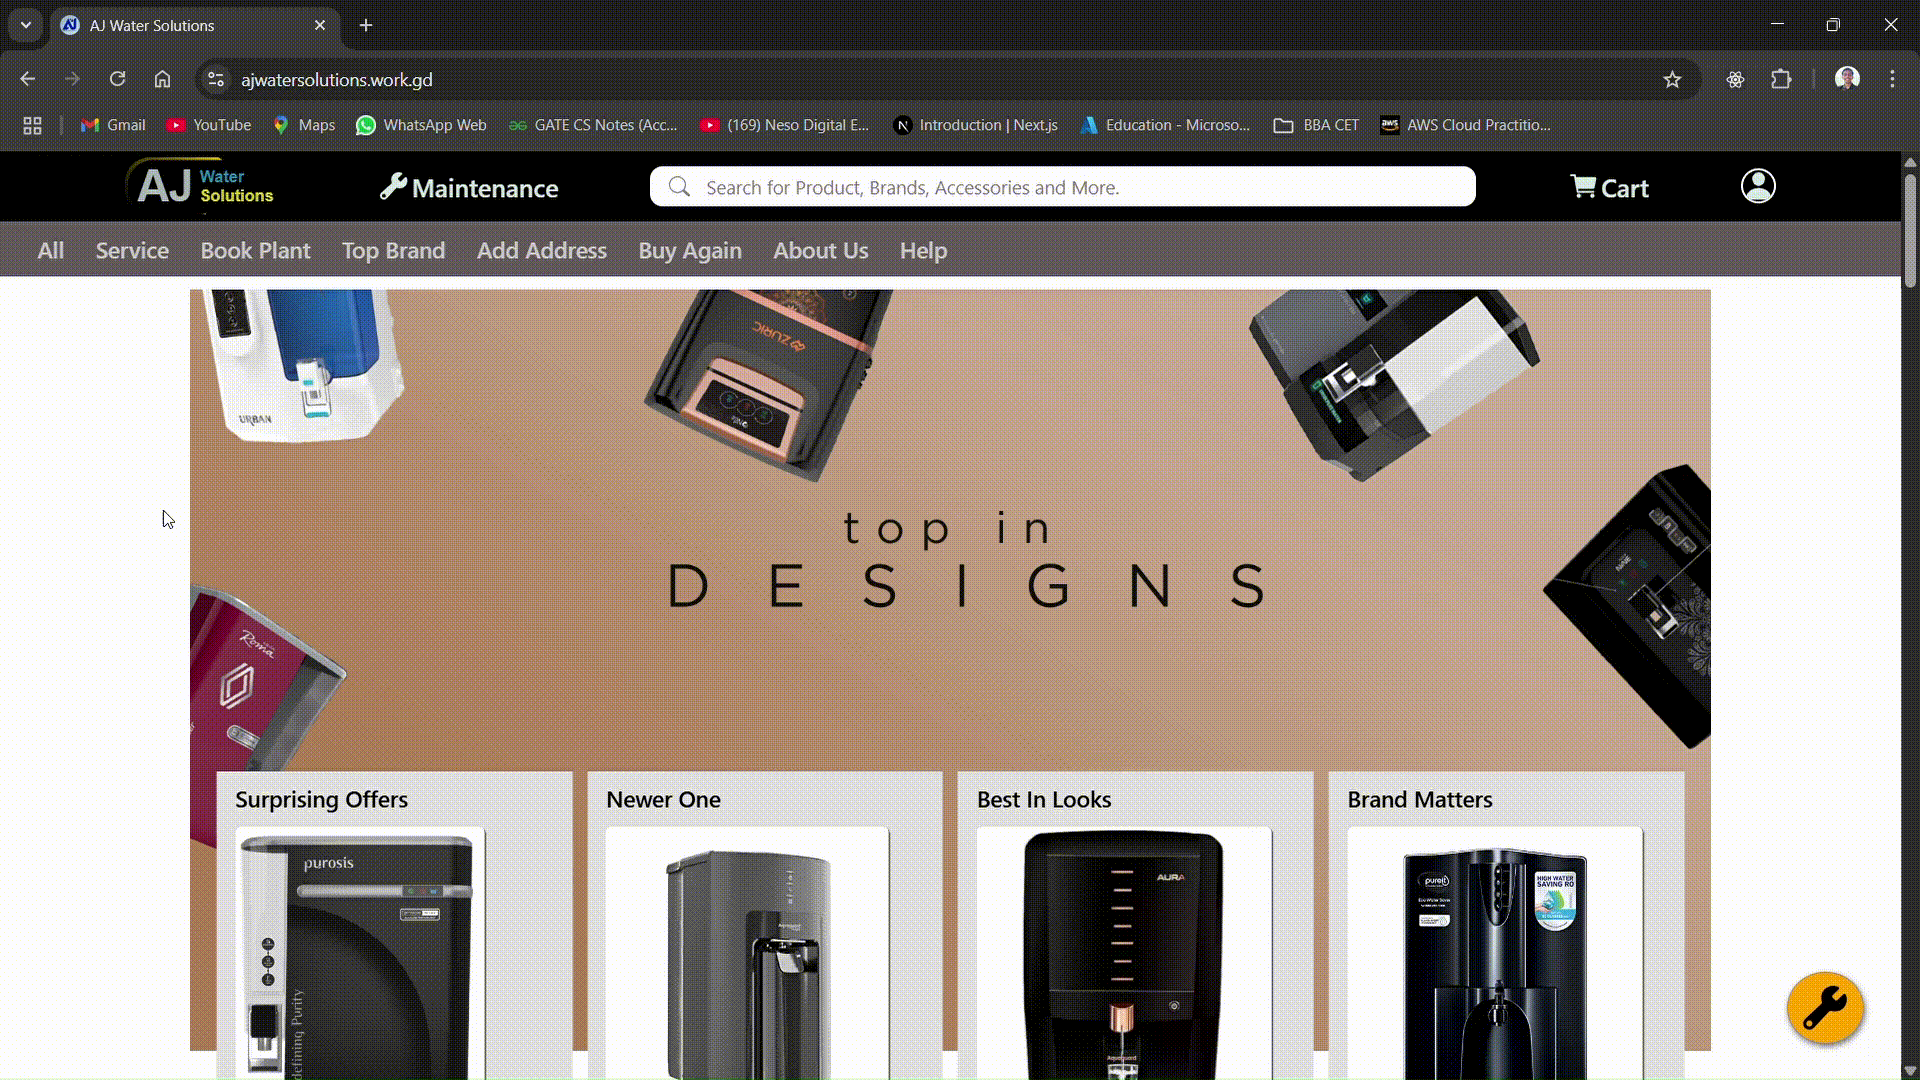 AJ Water Solutions
ajwatersolutions.work.gd
Gmail
YouTube
Maps
WhatsApp Web
GATE CS Notes (Acc...
(169) Neso Digital E...
Introduction | Next.js
Education - Microso...
BBA CET
AWS Cloud Practitio...
AJ Water Solutions
Maintenance
Search for Product, Brands, Accessories and More.
Cart
All
Service
Book Plant
Top Brand
Add Address
Buy Again
About Us
Help
URBAN
ZURIC
Roma
top in
DESIGNS
Surprising Offers
Newer One
Best In Looks
Brand Matters
purosis
AURA
pureit
HIGH WATER
SAVING RO
defining Purity
Aquaguard